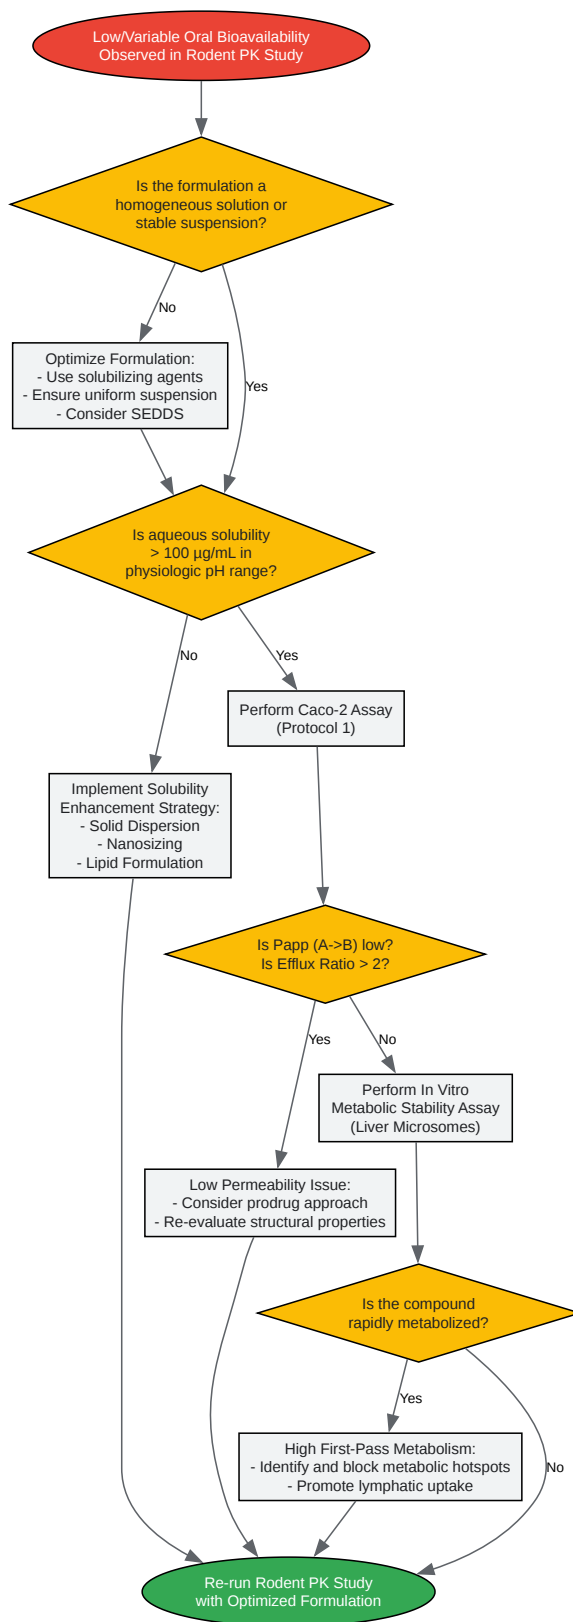 Low/Variable Oral Bioavailability
Observed in Rodent PK Study
Is the formulation a
homogeneous solution or
stable suspension?
No
Yes
Optimize Formulation:
- Use solubilizing agents
- Ensure uniform suspension
- Consider SEDDS
Is aqueous solubility
> 100 µg/mL in
physiologic pH range?
No
Yes
Perform Caco-2 Assay
(Protocol 1)
Implement Solubility
Enhancement Strategy:
- Solid Dispersion
- Nanosizing
- Lipid Formulation
Is Papp (A->B) low?
Is Efflux Ratio > 2?
Yes
No
Perform In Vitro
Metabolic Stability Assay
(Liver Microsomes)
Low Permeability Issue:
- Consider prodrug approach
- Re-evaluate structural properties
Is the compound
rapidly metabolized?
Yes
No
High First-Pass Metabolism:
- Identify and block metabolic hotspots
- Promote lymphatic uptake
Re-run Rodent PK Study
with Optimized Formulation